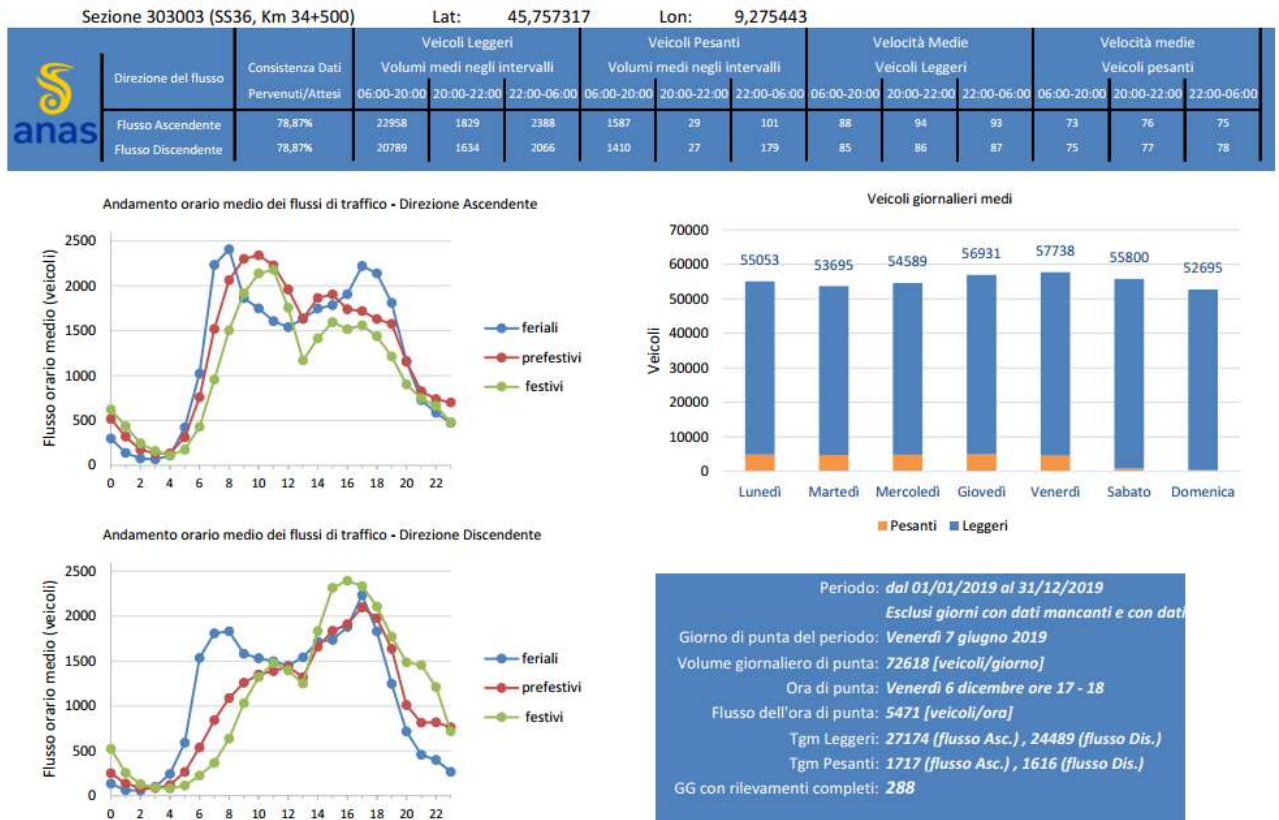 Sezione 303003 (SS36, Km 34+500) Lat: 45,757317 Lon: 9,275443
anas
Direzione del flusso
Consistenza Dati
Pervenuti/Attesi
Veicoli Leggeri
Volumi medi negli intervalli
Veicoli Pesanti
Volumi medi negli intervalli
Velocità Medie
Veicoli Leggeri
Velocità medie
Veicoli pesanti
06:00-20:00 20:00-22:00 22:00-06:00 06:00-20:00 20:00-22:00 22:00-06:00 06:00-20:00 20:00-22:00 22:00-06:00 06:00-20:00 20:00-22:00 22:00-06:00
Flusso Ascendente 78,87% 22958 1829 2388 1587 29 101 88 94 93 73 76 75
Flusso Discendente 78,87% 20789 1634 2066 1410 27 179 85 86 87 75 77 78
Andamento orario medio dei flussi di traffico - Direzione Ascendente
Flusso orario medio (veicoli)
2500
2000
1500
1000
500
0
0 2 4 6 8 10 12 14 16 18 20 22
feriali
prefestivi
festivi
Veicoli giornalieri medi
Veicoli
70000
60000
50000
40000
30000
20000
10000
0
55053 53695 54589 56931 57738 55800 52695
Lunedì Martedì Mercoledì Giovedì Venerdì Sabato Domenica
Pesanti Leggeri
Andamento orario medio dei flussi di traffico - Direzione Discendente
Flusso orario medio (veicoli)
2500
2000
1500
1000
500
0
0 2 4 6 8 10 12 14 16 18 20 22
feriali
prefestivi
festivi
Periodo: dal 01/01/2019 al 31/12/2019
Esclusi giorni con dati mancanti e con dati
Giorno di punta del periodo: Venerdì 7 giugno 2019
Volume giornaliero di punta: 72618 [veicoli/giorno]
Ora di punta: Venerdì 6 dicembre ore 17 - 18
Flusso dell'ora di punta: 5471 [veicoli/ora]
Tgm Leggeri: 27174 (flusso Asc.) , 24489 (flusso Dis.)
Tgm Pesanti: 1717 (flusso Asc.) , 1616 (flusso Dis.)
GG con rilevamenti completi: 288